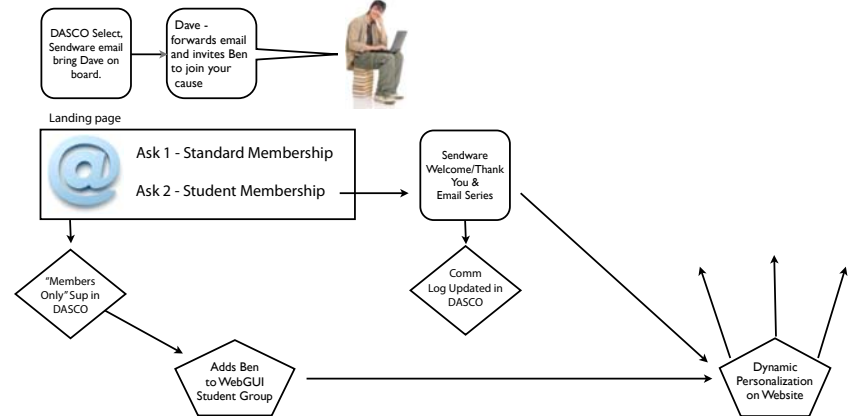 DASCO Select,
Sendware email
bring Dave on
board.
Dave -
forwards email
and invites Ben
to join your
cause
Landing page
@
Ask 1 - Standard Membership
Ask 2 - Student Membership
Sendware
Welcome/Thank
You &
Email Series
"Members
Only" Sup in
DASCO
Comm
Log Updated in
DASCO
Adds Ben
to WebGUI
Student Group
Dynamic
Personalization
on Website